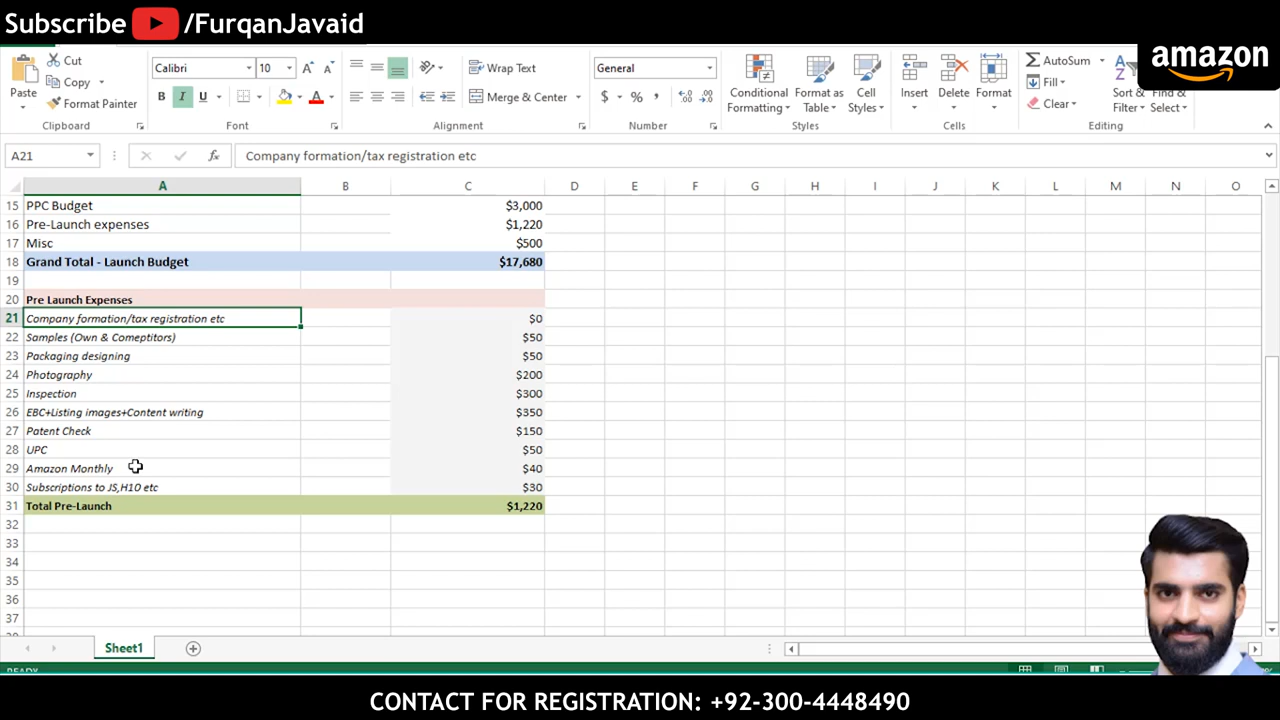 Subscribe /FurqanJavaid
amazon
Cut
Copy
Format Painter
Paste
Clipboard
Calibri 10
B I U
Font
Wrap Text
Merge & Center
Alignment
General
$ % ,
Number
Conditional Formatting
Format as Table
Cell Styles
Styles
Insert
Delete
Format
Cells
AutoSum
Fill
Clear
Sort & Filter
Find & Select
Editing
A21 fx Company formation/tax registration etc
A B C D E F G H I J K L M N O
15 PPC Budget $3,000
16 Pre-Launch expenses $1,220
17 Misc $500
18 Grand Total - Launch Budget $17,680
19
20 Pre Launch Expenses
21 Company formation/tax registration etc $0
22 Samples (Own & Comeptitors) $50
23 Packaging designing $50
24 Photography $200
25 Inspection $300
26 EBC+Listing images+Content writing $350
27 Patent Check $150
28 UPC $50
29 Amazon Monthly $40
30 Subscriptions to JS,H10 etc $30
31 Total Pre-Launch $1,220
32
33
34
35
36
37
Sheet1
CONTACT FOR REGISTRATION: +92-300-4448490